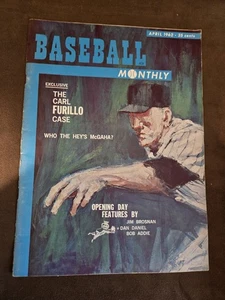 APRIL 1962 - 35 cents
BASEBALL
MONTHLY
EXCLUSIVE
THE
CARL
FURILLO
CASE
WHO THE HEY'S McGAHA?
OPENING DAY
FEATURES BY
JIM BROSNAN
DAN DANIEL
BOB ADDIE